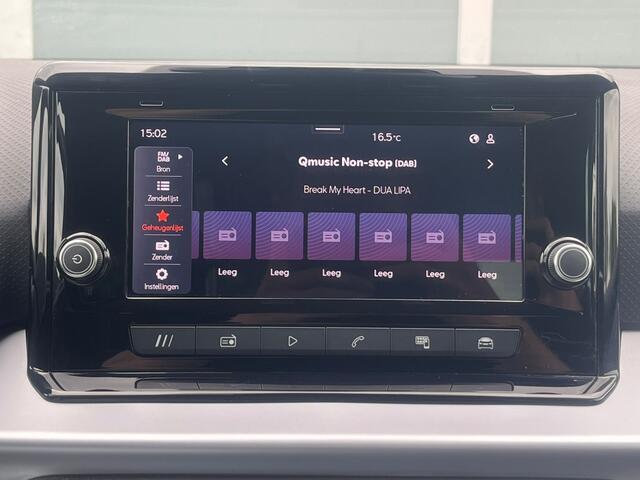 15:02
16.5°C
FM/
DAB
Bron
Zenderlijst
Geheugenlijst
Zender
Instellingen
Qmusic Non-stop (DAB)
Break My Heart - DUA LIPA
Leeg Leeg Leeg Leeg Leeg Leeg